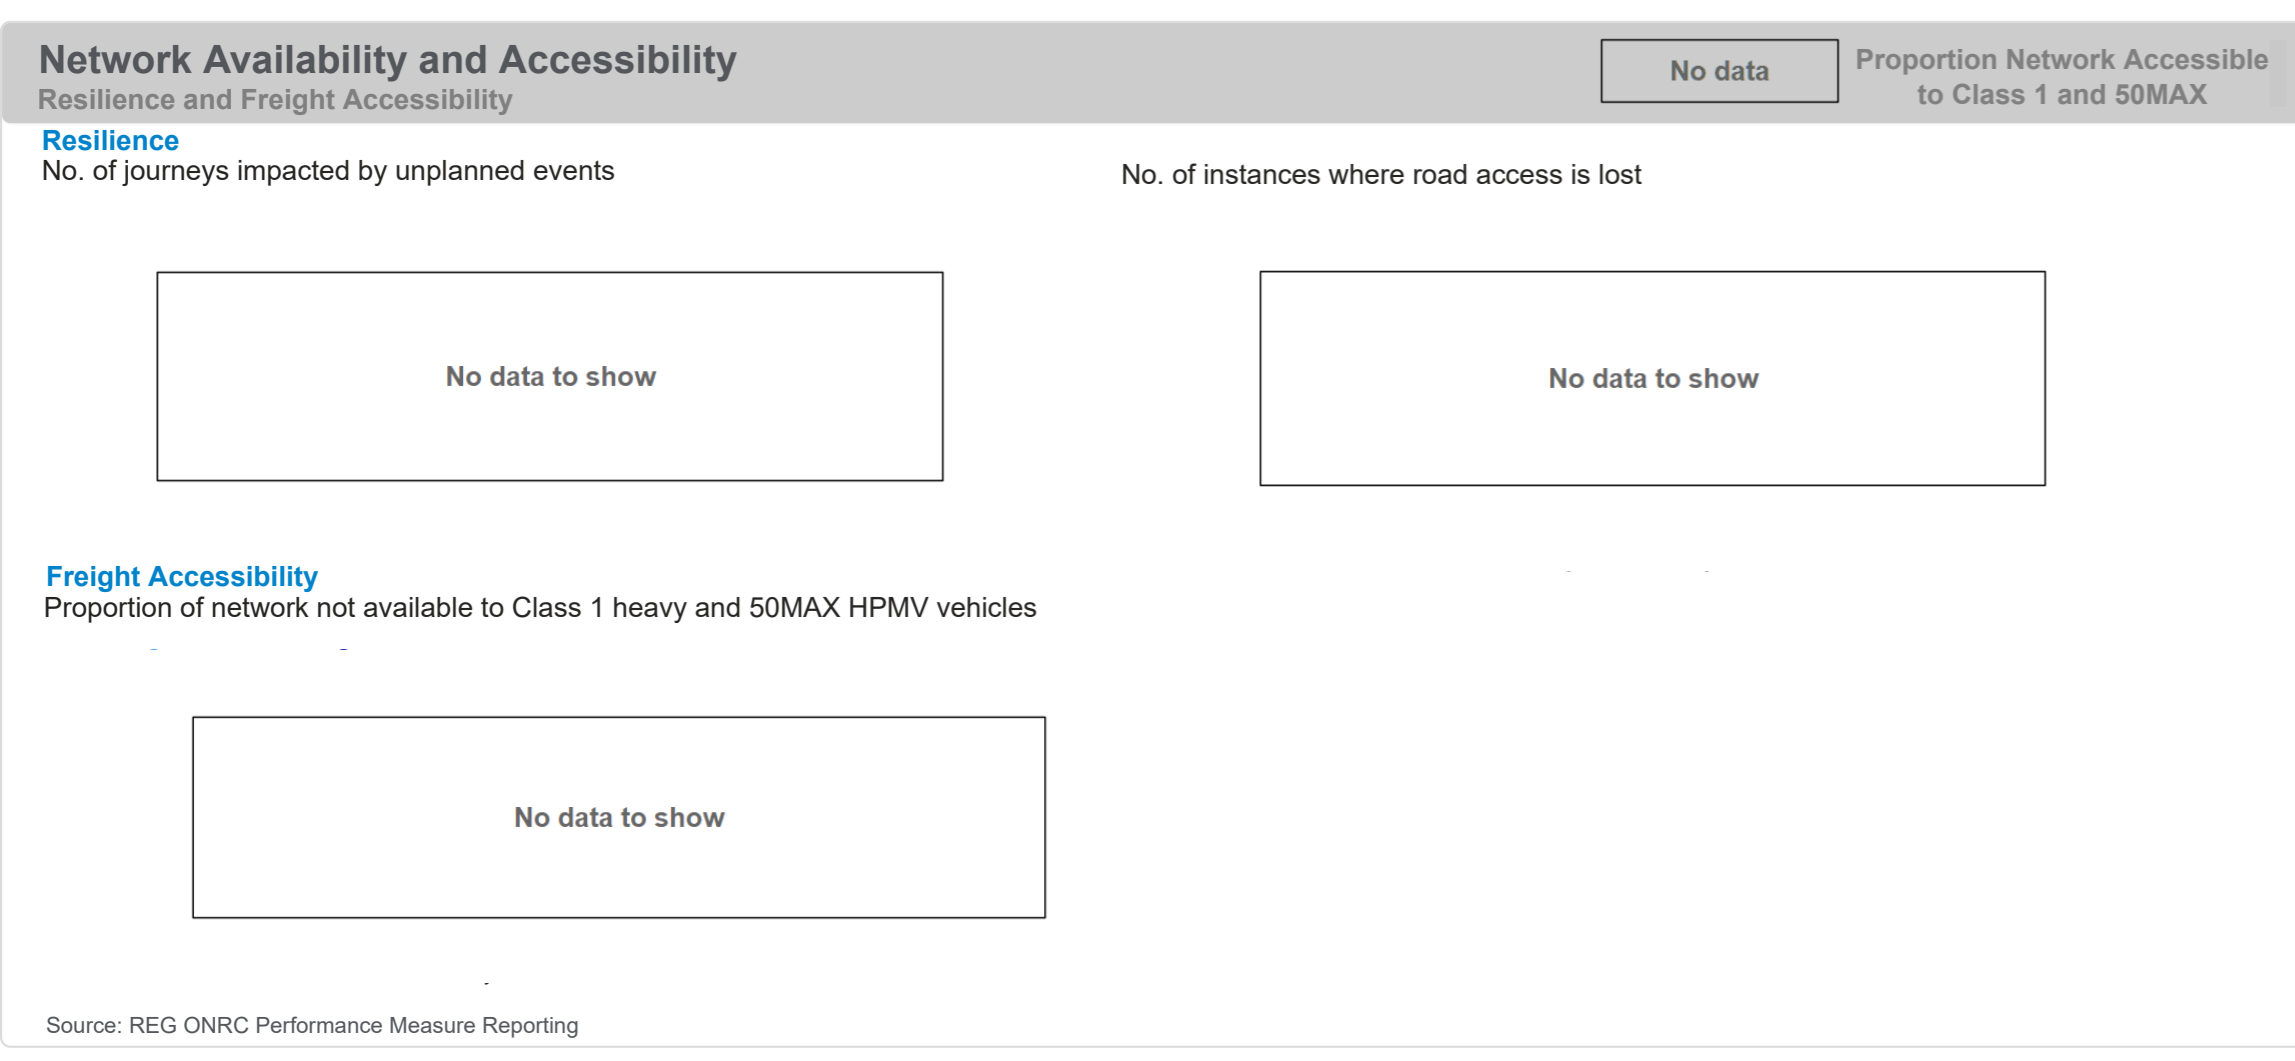 Network Availability and Accessibility
Resilience and Freight Accessibility
No data
Proportion Network Accessible
to Class 1 and 50MAX
Resilience
No. of journeys impacted by unplanned events
No. of instances where road access is lost
No data to show
No data to show
Freight Accessibility
Proportion of network not available to Class 1 heavy and 50MAX HPMV vehicles
No data to show
Source: REG ONRC Performance Measure Reporting